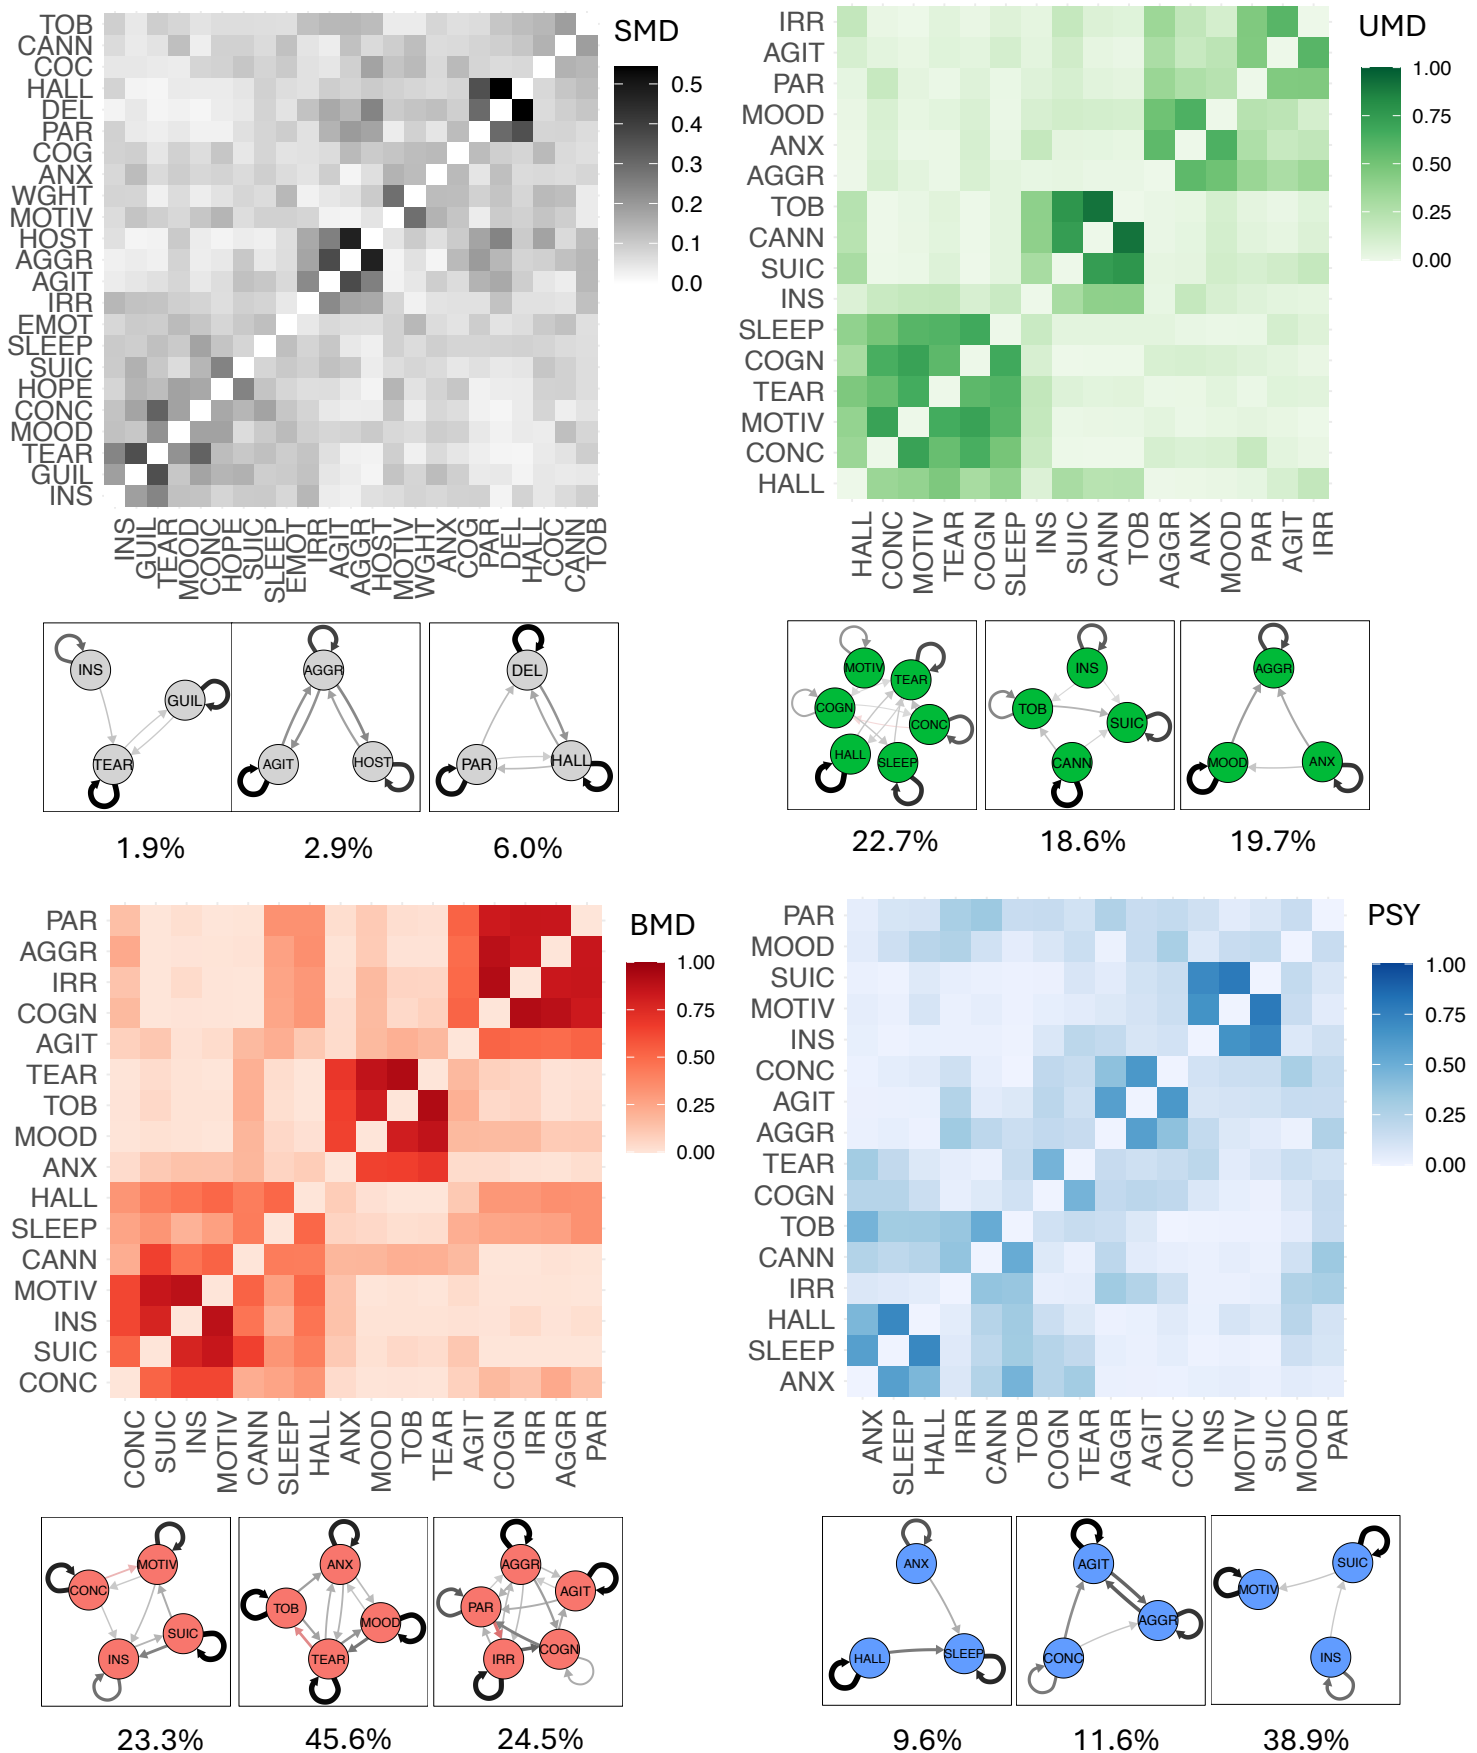 SMD
TOB
CANN
COC
HALL
DEL
PAR
COG
ANX
WGHT
MOTIV
HOST
AGGR
AGIT
IRR
EMOT
SLEEP
SUIC
HOPE
CONC
MOOD
TEAR
GUIL
INS
0.5
0.4
0.3
0.2
0.1
0.0
INS GUIL TEAR MOOD CONC HOPE SUIC SLEEP EMOT IRR AGIT AGGR HOST MOTIV WGHT ANX COG PAR DEL HALL COC CANN TOB
INS
GUIL
TEAR
AGGR
AGIT
HOST
DEL
PAR
HALL
1.9% 2.9% 6.0%
UMD
IRR
AGIT
PAR
MOOD
ANX
AGGR
TOB
CANN
SUIC
INS
SLEEP
COGN
TEAR
MOTIV
CONC
HALL
1.00
0.75
0.50
0.25
0.00
HALL CONC MOTIV TEAR COGN SLEEP INS SUIC CANN TOB AGGR ANX MOOD PAR AGIT IRR
MOTIV
TEAR
COGN
CONC
HALL
SLEEP
INS
TOB
SUIC
CANN
AGGR
MOOD
ANX
22.7% 18.6% 19.7%
BMD
PAR
AGGR
IRR
COGN
AGIT
TEAR
TOB
MOOD
ANX
HALL
SLEEP
CANN
MOTIV
INS
SUIC
CONC
1.00
0.75
0.50
0.25
0.00
CONC SUIC INS MOTIV CANN SLEEP HALL ANX MOOD TOB TEAR AGIT COGN IRR AGGR PAR
MOTIV
CONC
SUIC
INS
ANX
TOB
MOOD
TEAR
AGGR
AGIT
PAR
COGN
IRR
23.3% 45.6% 24.5%
PSY
PAR
MOOD
SUIC
MOTIV
INS
CONC
AGIT
AGGR
TEAR
COGN
TOB
CANN
IRR
HALL
SLEEP
ANX
1.00
0.75
0.50
0.25
0.00
ANX SLEEP HALL IRR CANN TOB COGN TEAR AGGR AGIT CONC INS MOTIV SUIC MOOD PAR
ANX
HALL
SLEEP
AGIT
AGGR
CONC
SUIC
MOTIV
INS
9.6% 11.6% 38.9%